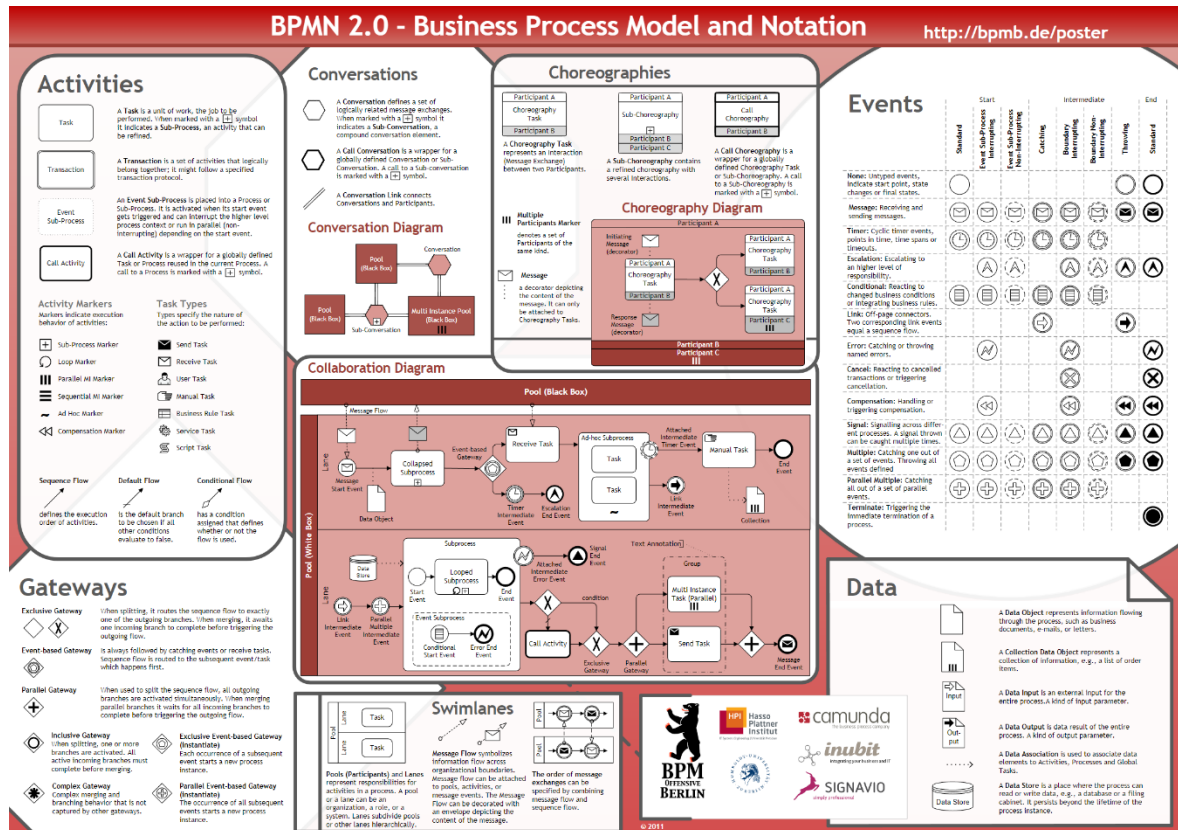 BPMN 2.0 - Business Process Model and Notation
http://bpmb.de/poster
Activities
Task
A Task is a unit of work, the job to be
performed. When marked with a symbol
it indicates a Sub-Process, an activity that can
be refined.
Transaction
A Transaction is a set of activities that logically
belong together; it might follow a specified
transaction protocol.
Event
Sub-Process
An Event Sub-Process is placed into a Process or
Sub-Process. It is activated when its start event
gets triggered and can interrupt the higher level
process context or run in parallel (non-
interrupting) depending on the start event.
Call Activity
A Call Activity is a wrapper for a globally defined
Task or Process reused in the current Process. A
call to a Process is marked with a symbol.
Activity Markers
Markers indicate execution
behavior of activities:
Sub-Process Marker
Loop Marker
Parallel MI Marker
Sequential MI Marker
Ad Hoc Marker
Compensation Marker
Task Types
Types specify the nature of
the action to be performed:
Send Task
Receive Task
User Task
Manual Task
Business Rule Task
Service Task
Script Task
Sequence Flow
defines the execution
order of activities.
Default Flow
is the default branch
to be chosen if all
other conditions
evaluate to false.
Conditional Flow
has a condition
assigned that defines
whether or not the
flow is used.
Conversations
A Conversation defines a set of
logically related message exchanges.
When marked with a symbol it
indicates a Sub-Conversation, a
compound conversation element.
A Call Conversation is a wrapper for a
globally defined Conversation or Sub-
Conversation. A call to a Sub-conversation
is marked with a symbol.
A Conversation Link connects
Conversations and Participants.
Conversation Diagram
Conversation
Pool
(Black Box)
Pool
(Black Box)
Multi Instance Pool
(Black Box)
Sub-Conversation
Choreographies
Participant A
Choreography
Task
Participant B
A Choreography Task
represents an interaction
(Message Exchange)
between two Participants.
Participant A
Sub-Choreography
Participant B
Participant C
A Sub-Choreography contains
a refined choreography with
several Interactions.
Participant A
Call
Choreography
Participant B
A Call Choreography is a
wrapper for a globally
defined Choreography Task
or Sub-Choreography. A call
to a Sub-Choreography is
marked with a symbol.
Multiple
Participants Marker
denotes a set of
Participants of the
same kind.
Message
a decorator depicting
the content of the
message. It can only
be attached to
Choreography Tasks.
Choreography Diagram
Participant A
Initiating
Message
(decorator)
Participant A
Choreography
Task
Participant B
Response
Message
(decorator)
Participant A
Choreography
Task
Participant B
Participant A
Choreography
Task
Participant C
Participant B
Participant C
Events
Start
Intermediate
End
Standard
Event Sub-Process
Interrupting
Event Sub-Process
Non-Interrupting
Catching
Boundary
Interrupting
Boundary Non-
Interrupting
Throwing
Standard
None: Untyped events,
indicate start point, state
changes or final states.
Message: Receiving and
sending messages.
Timer: Cyclic timer events,
points in time, time spans or
timeouts.
Escalation: Escalating to
an higher level of
responsibility.
Conditional: Reacting to
changed business conditions
or integrating business rules.
Link: Off-page connectors.
Two corresponding link events
equal a sequence flow.
Error: Catching or throwing
named errors.
Cancel: Reacting to cancelled
transactions or triggering
cancellation.
Compensation: Handling or
triggering compensation.
Signal: Signalling across differ-
ent processes. A signal thrown
can be caught multiple times.
Multiple: Catching one out of
a set of events. Throwing all
events defined
Parallel Multiple: Catching
all out of a set of parallel
events.
Terminate: Triggering the
immediate termination of a
process.
Collaboration Diagram
Pool (Black Box)
Message Flow
Pool (White Box)
Lane
Message
Start Event
Collapsed
Subprocess
Data Object
Event-based
Gateway
Receive Task
Timer
Intermediate
Event
Escalation
End Event
Ad-hoc Subprocess
Task
Task
Attached
Intermediate
Timer Event
Manual Task
End
Event
Link
Intermediate
Event
Collection
Lane
Link
Intermediate
Event
Data
Store
Parallel
Multiple
Intermediate
Event
Subprocess
Start
Event
Looped
Subprocess
End
Event
Event Subprocess
Conditional
Start Event
Error End
Event
Attached
Intermediate
Error Event
Signal
End
Event
Call Activity
condition
Exclusive
Gateway
Parallel
Gateway
Text Annotation
Group
Multi Instance
Task (Parallel)
Send Task
Message
End Event
Gateways
Exclusive Gateway
When splitting, it routes the sequence flow to exactly
one of the outgoing branches. When merging, it awaits
one incoming branch to complete before triggering the
outgoing flow.
Event-based Gateway
is always followed by catching events or receive tasks.
Sequence flow is routed to the subsequent event/task
which happens first.
Parallel Gateway
When used to split the sequence flow, all outgoing
branches are activated simultaneously. When merging
parallel branches it waits for all incoming branches to
complete before triggering the outgoing flow.
Inclusive Gateway
When splitting, one or more
branches are activated. All
active incoming branches must
complete before merging.
Exclusive Event-based Gateway
(Instantiate)
Each occurrence of a subsequent
event starts a new process
instance.
Complex Gateway
Complex merging and
branching behavior that is not
captured by other gateways.
Parallel Event-based Gateway
(Instantiate)
The occurrence of all subsequent
events starts a new process
instance.
Swimlanes
Pool
Lane
Task
Lane
Task
Pools (Participants) and Lanes
represent responsibilities for
activities in a process. A pool
or a lane can be an
organization, a role, or a
system. Lanes subdivide pools
or other lanes hierarchically.
Message Flow symbolizes
information flow across
organizational boundaries.
Message flow can be attached
to pools, activities, or
message events. The Message
Flow can be decorated with
an envelope depicting the
content of the message.
Pool
Pool
The order of message
exchanges can be
specified by combining
message flow and
sequence flow.
BPM
OFFENSIVE
BERLIN
HPI
Hasso
Plattner
Institut
camunda
inubit
SIGNAVIO
© 2011
Data
A Data Object represents information flowing
through the process, such as business
documents, e-mails, or letters.
A Collection Data Object represents a
collection of information, e.g., a list of order
items.
Input
A Data Input is an external input for the
entire process.A kind of input parameter.
Out-
put
A Data Output is data result of the entire
process. A kind of output parameter.
A Data Association is used to associate data
elements to Activities, Processes and Global
Tasks.
Data Store
A Data Store is a place where the process can
read or write data, e.g., a database or a filing
cabinet. It persists beyond the lifetime of the
process instance.